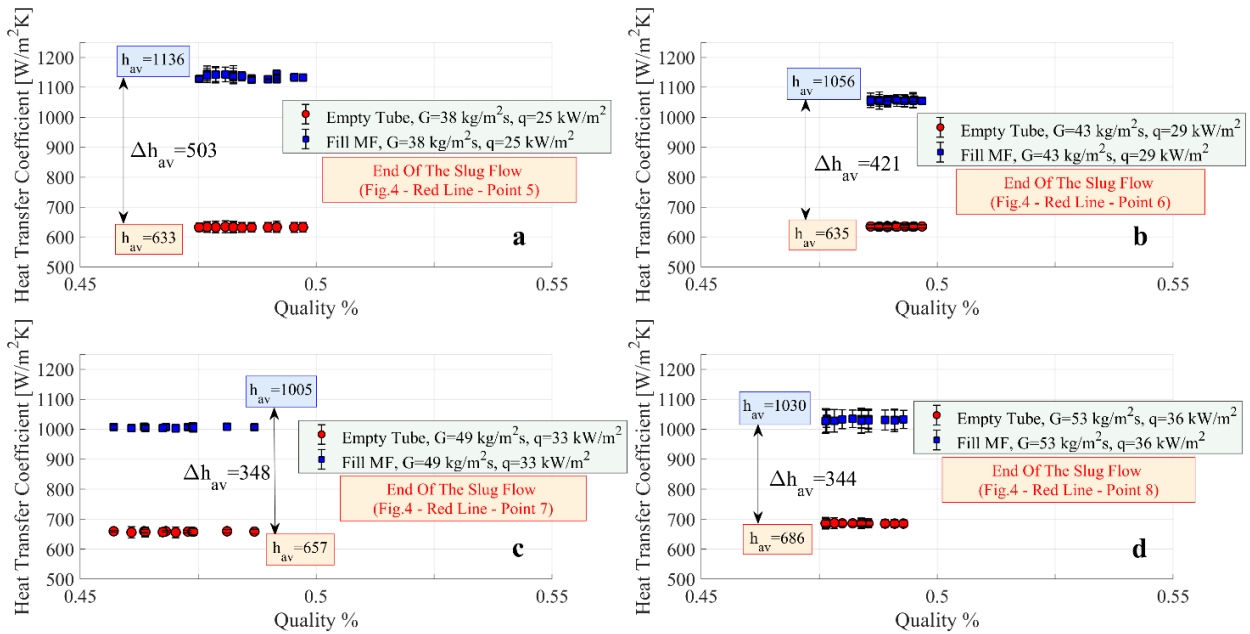 Heat Transfer Coefficient [W/m²K]
1200
1100
1000
900
800
700
600
500
h_av=1136
Δh_av=503
h_av=633
Empty Tube, G=38 kg/m²s, q=25 kW/m²
Fill MF, G=38 kg/m²s, q=25 kW/m²
End Of The Slug Flow
(Fig.4 - Red Line - Point 5)
a
0.45
0.5
0.55
Quality %
Heat Transfer Coefficient [W/m²K]
1200
1100
1000
900
800
700
600
500
h_av=1056
Δh_av=421
h_av=635
Empty Tube, G=43 kg/m²s, q=29 kW/m²
Fill MF, G=43 kg/m²s, q=29 kW/m²
End Of The Slug Flow
(Fig.4 - Red Line - Point 6)
b
0.45
0.5
0.55
Quality %
Heat Transfer Coefficient [W/m²K]
1200
1100
1000
900
800
700
600
500
h_av=1005
Δh_av=348
h_av=657
Empty Tube, G=49 kg/m²s, q=33 kW/m²
Fill MF, G=49 kg/m²s, q=33 kW/m²
End Of The Slug Flow
(Fig.4 - Red Line - Point 7)
c
0.45
0.5
0.55
Quality %
Heat Transfer Coefficient [W/m²K]
1200
1100
1000
900
800
700
600
500
h_av=1030
Δh_av=344
h_av=686
Empty Tube, G=53 kg/m²s, q=36 kW/m²
Fill MF, G=53 kg/m²s, q=36 kW/m²
End Of The Slug Flow
(Fig.4 - Red Line - Point 8)
d
0.45
0.5
0.55
Quality %